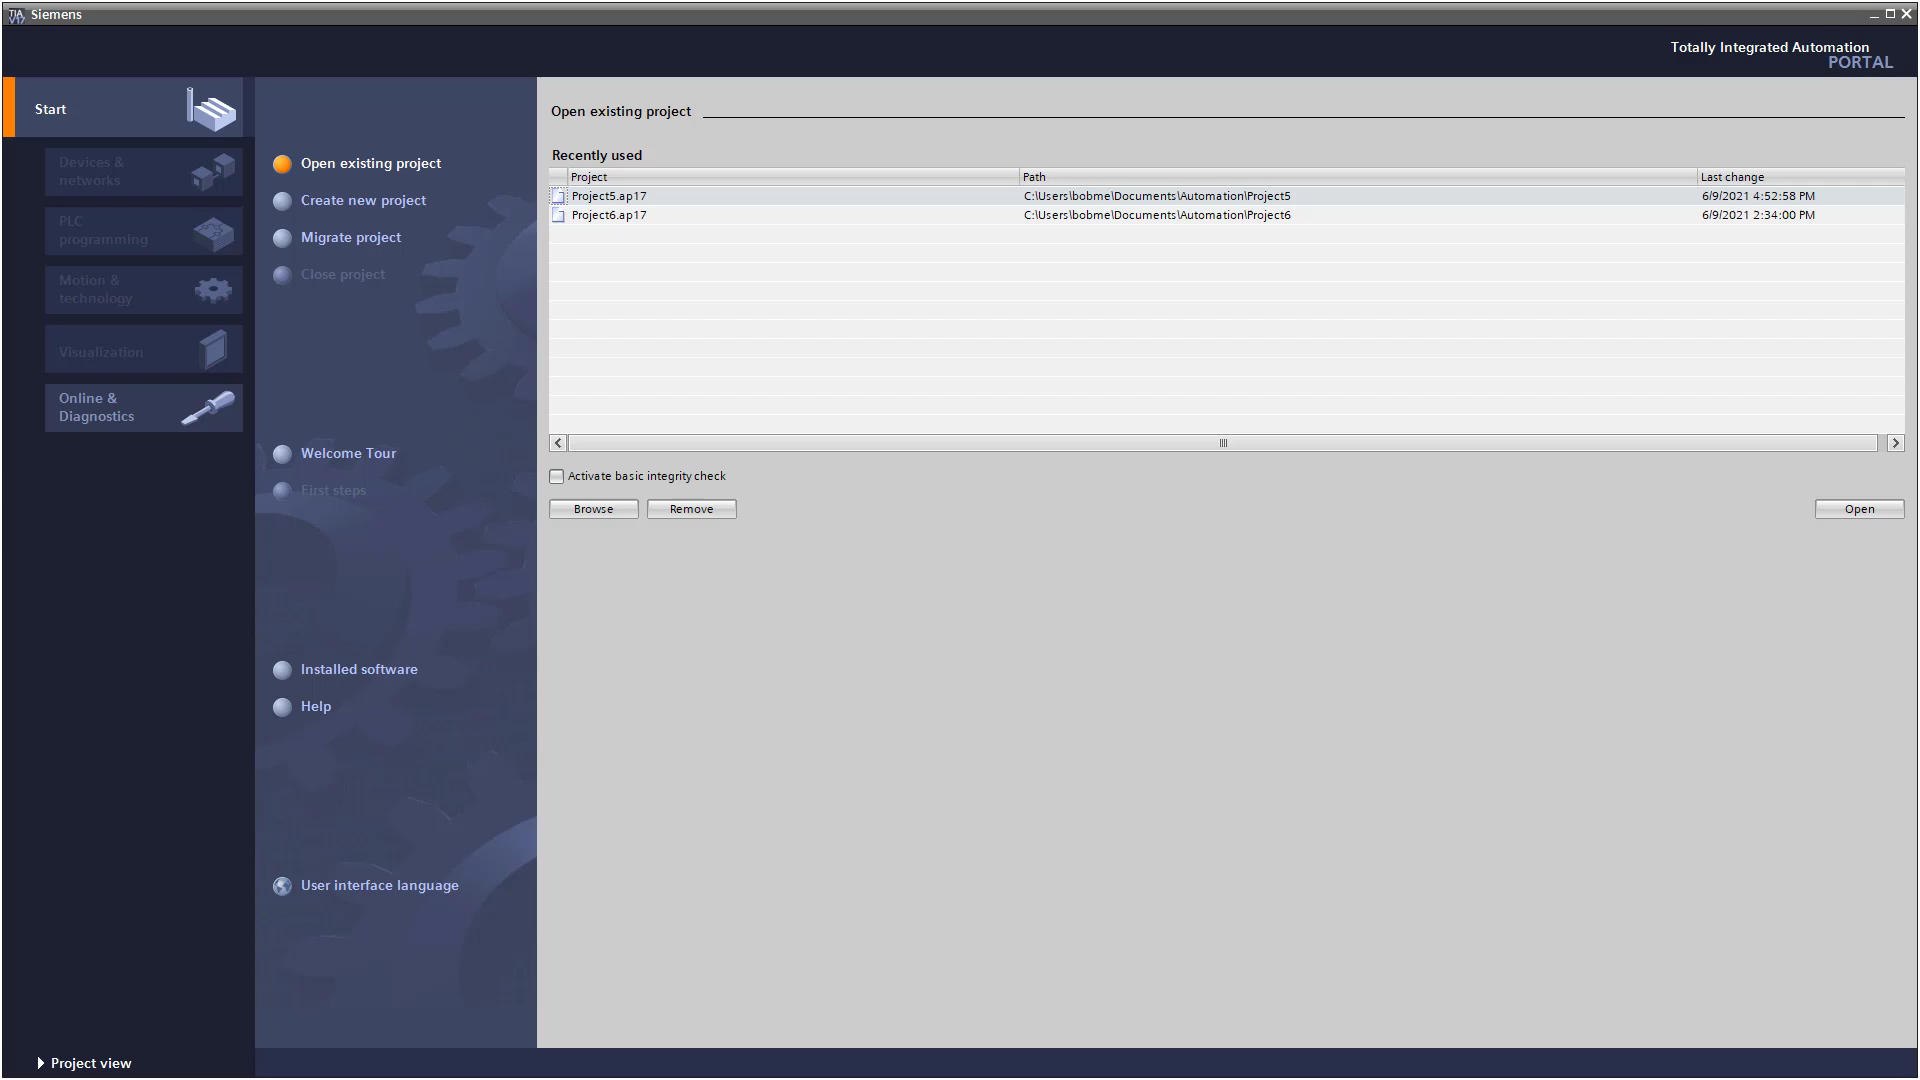 TIA
V17
Siemens
Totally Integrated Automation
PORTAL
Start
Devices &
networks
PLC
programming
Motion &
technology
Visualization
Online &
Diagnostics
Open existing project
Create new project
Migrate project
Close project
Welcome Tour
First steps
Installed software
Help
User interface language
Open existing project
Recently used
Project Path Last change
Project5.ap17 C:\Users\bobme\Documents\Automation\Project5 6/9/2021 4:52:58 PM
Project6.ap17 C:\Users\bobme\Documents\Automation\Project6 6/9/2021 2:34:00 PM
Activate basic integrity check
Browse Remove Open
Project view